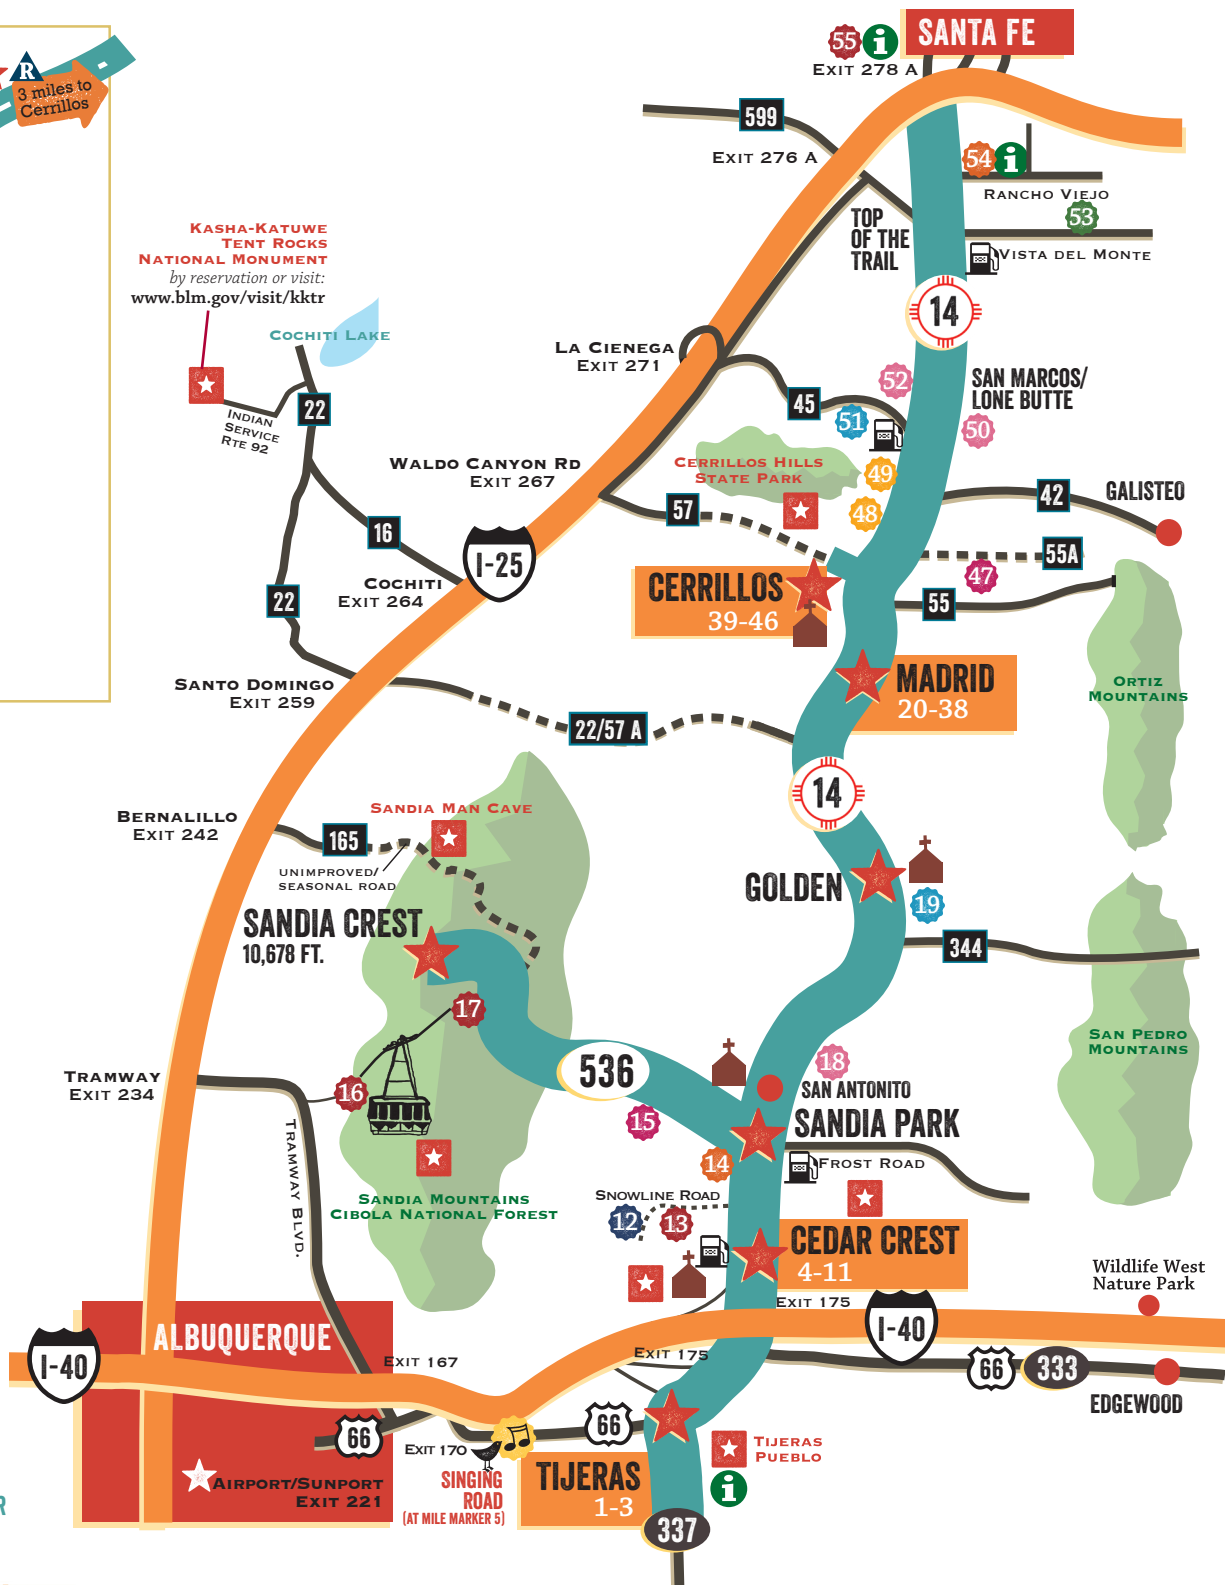 SANTA FE
55
i
EXIT 278 A
R
3 miles to
Cerrillos
599
EXIT 276 A
54
i
RANCHO VIEJO
53
TOP
OF THE
TRAIL
VISTA DEL MONTE
KASHA-KATUWE
TENT ROCKS
NATIONAL MONUMENT
by reservation or visit:
www.blm.gov/visit/kktr
14
COCHITI LAKE
LA CIENEGA
EXIT 271
52
SAN MARCOS/
LONE BUTTE
45
51
50
22
INDIAN
SERVICE
RTE 92
WALDO CANYON RD
EXIT 267
CERRILLOS HILLS
STATE PARK
49
48
57
42
GALISTEO
16
I-25
55A
47
COCHITI
EXIT 264
CERRILLOS
39-46
22
55
SANTO DOMINGO
EXIT 259
MADRID
20-38
ORTIZ
MOUNTAINS
22/57 A
14
BERNALILLO
EXIT 242
SANDIA MAN CAVE
165
UNIMPROVED/
SEASONAL ROAD
GOLDEN
19
SANDIA CREST
10,678 FT.
344
17
SAN PEDRO
MOUNTAINS
536
18
TRAMWAY
EXIT 234
16
SAN ANTONITO
SANDIA PARK
15
TRAMWAY BLVD.
14
FROST ROAD
SANDIA MOUNTAINS
CIBOLA NATIONAL FOREST
SNOWLINE ROAD
12
13
CEDAR CREST
4-11
Wildlife West
Nature Park
EXIT 175
I-40
ALBUQUERQUE
I-40
EXIT 167
EXIT 175
66
333
EDGEWOOD
66
66
EXIT 170
TIJERAS
PUEBLO
SINGING
ROAD
(AT MILE MARKER 5)
TIJERAS
1-3
i
AIRPORT/SUNPORT
EXIT 221
R
337